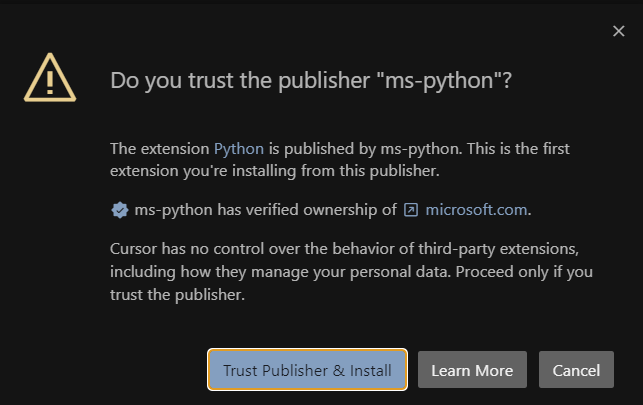 Do you trust the publisher "ms-python"?
The extension Python is published by ms-python. This is the first
extension you're installing from this publisher.
ms-python has verified ownership of microsoft.com.
Cursor has no control over the behavior of third-party extensions,
including how they manage your personal data. Proceed only if you
trust the publisher.
Trust Publisher & Install Learn More Cancel